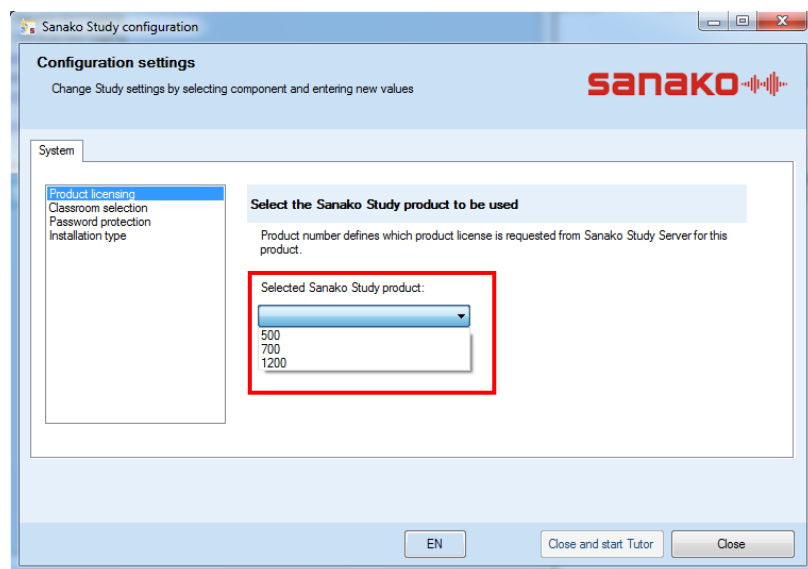 Sanako Study configuration
Configuration settings
Change Study settings by selecting component and entering new values
sanako
System
Product licensing
Classroom selection
Password protection
Installation type
Select the Sanako Study product to be used
Product number defines which product license is requested from Sanako Study Server for this
product.
Selected Sanako Study product:
500
700
1200
EN
Close and start Tutor
Close